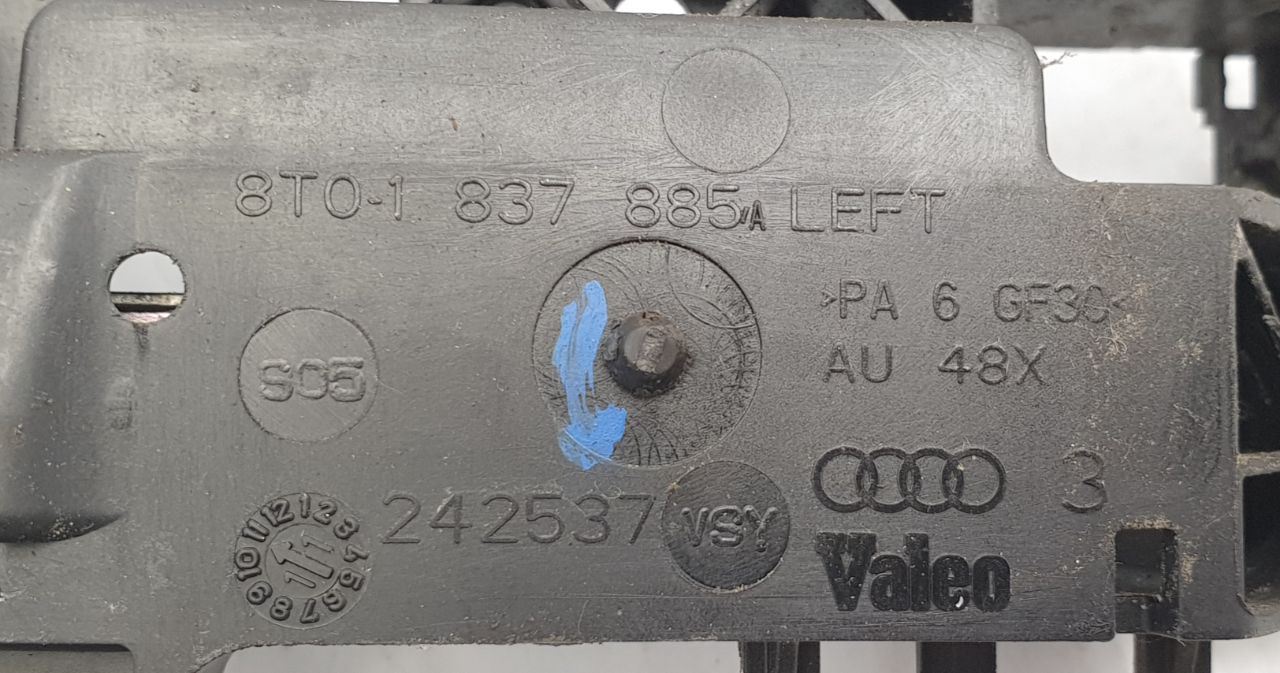 8T0-1 837 885 A LEFT
>PA 6 GF30<
AU 48X
SC5
3
242537
VSY
Valeo
12 1 2 3 4 5 6 7 8 9 10 11
11